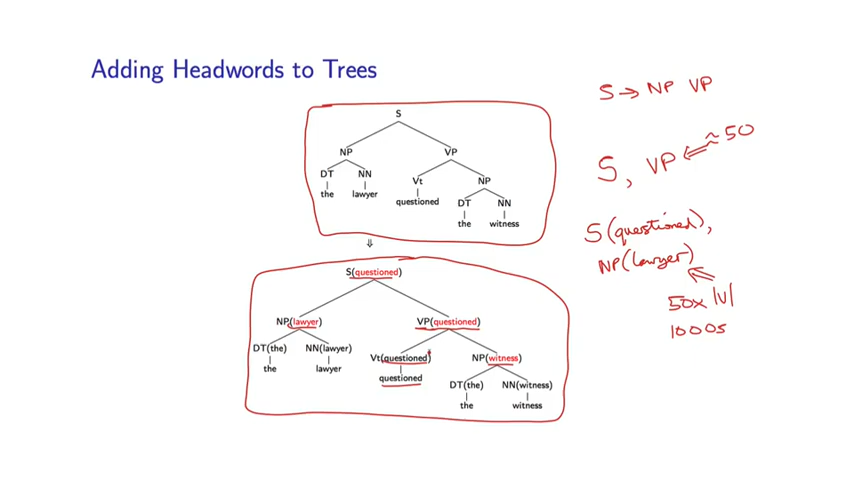 Adding Headwords to Trees
S → NP VP
S
NP VP
DT NN Vt NP
the lawyer questioned DT NN
the witness
S, VP ⇐ ~50
⇓
S(questioned),
NP(lawyer)
50x |V|
1000s
S(questioned)
NP(lawyer) VP(questioned)
DT(the) NN(lawyer) Vt(questioned) NP(witness)
the lawyer questioned DT(the) NN(witness)
the witness